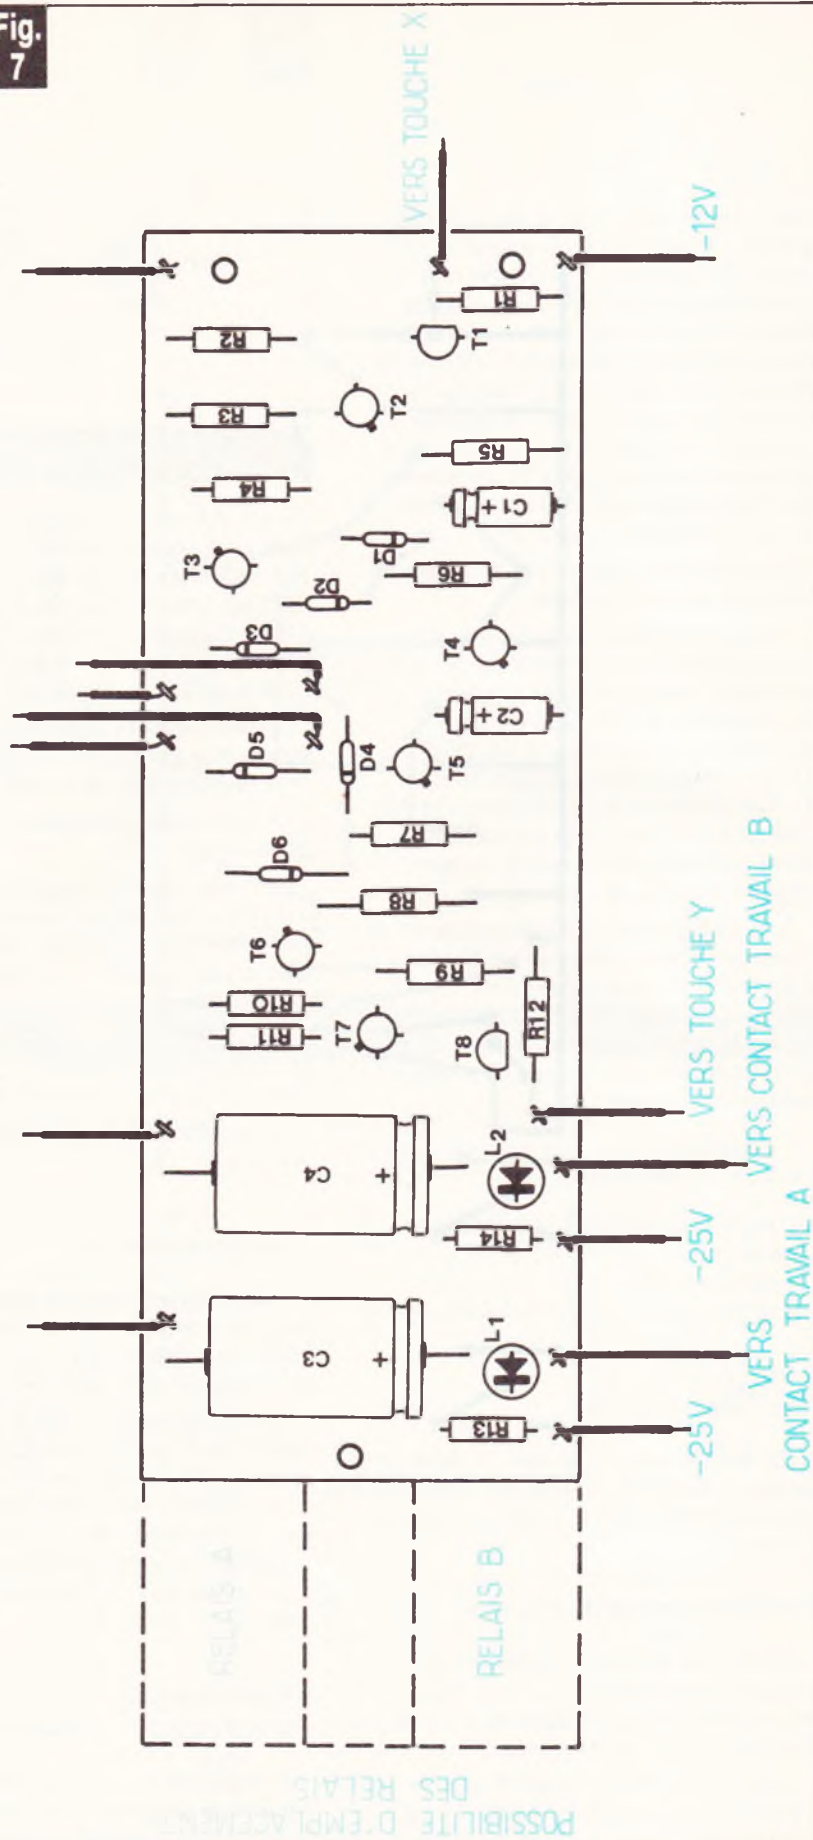 Fig.
7
VERS TOUCHE X
-12V
R1
T1
R2
T2
R3
R5
R4
C1 +
D1
T3
R6
D2
D3
T4
C2 +
D5
D4
T5
R7
D6
R8
T6
R9
R10
R11
T7
T8
R12
VERS TOUCHE Y
VERS CONTACT TRAVAIL B
C4
+
L2
R14
-25V
C3
+
L1
R13
-25V
VERS
CONTACT TRAVAIL A
RELAIS A
RELAIS B
POSSIBILITE D'EMPLACEMENT
DES RELAIS